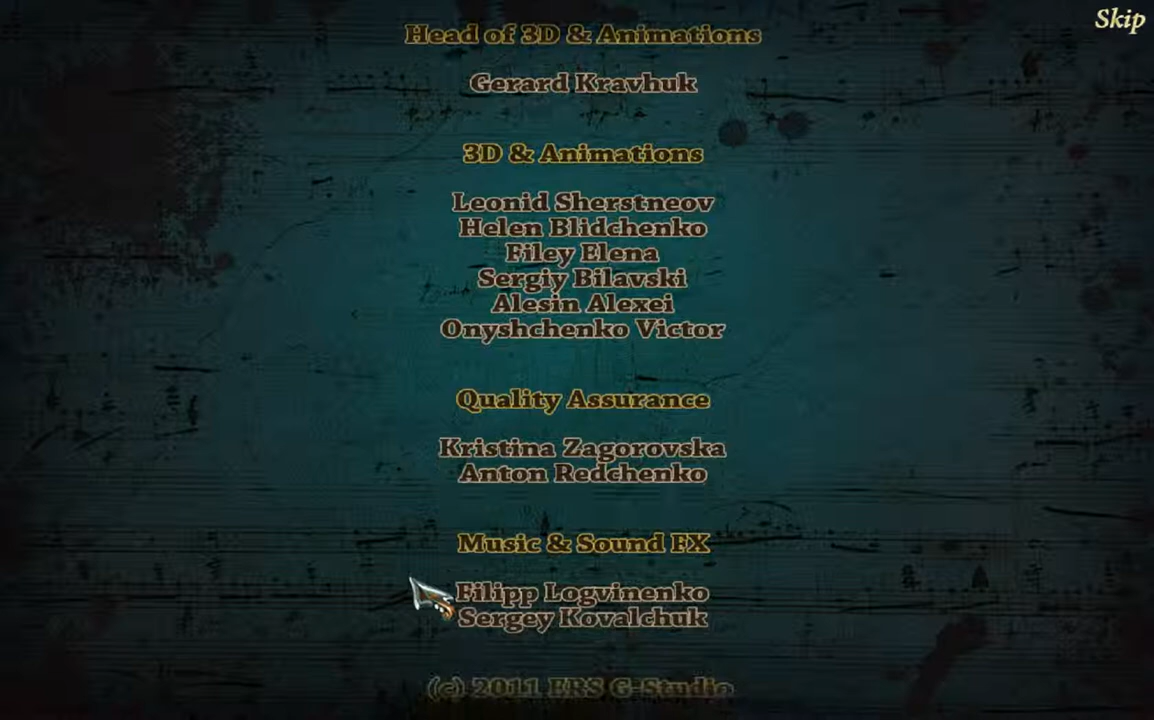 Skip
Head of 3D & Animations
Gerard Kravhuk
3D & Animations
Leonid Sherstneov
Helen Blidchenko
Filey Elena
Sergiy Bilavski
Alesin Alexei
Onyshchenko Victor
Quality Assurance
Kristina Zagorovska
Anton Redchenko
Music & Sound FX
Filipp Logvinenko
Sergey Kovalchuk
(c) 2011 ERS G-Studio